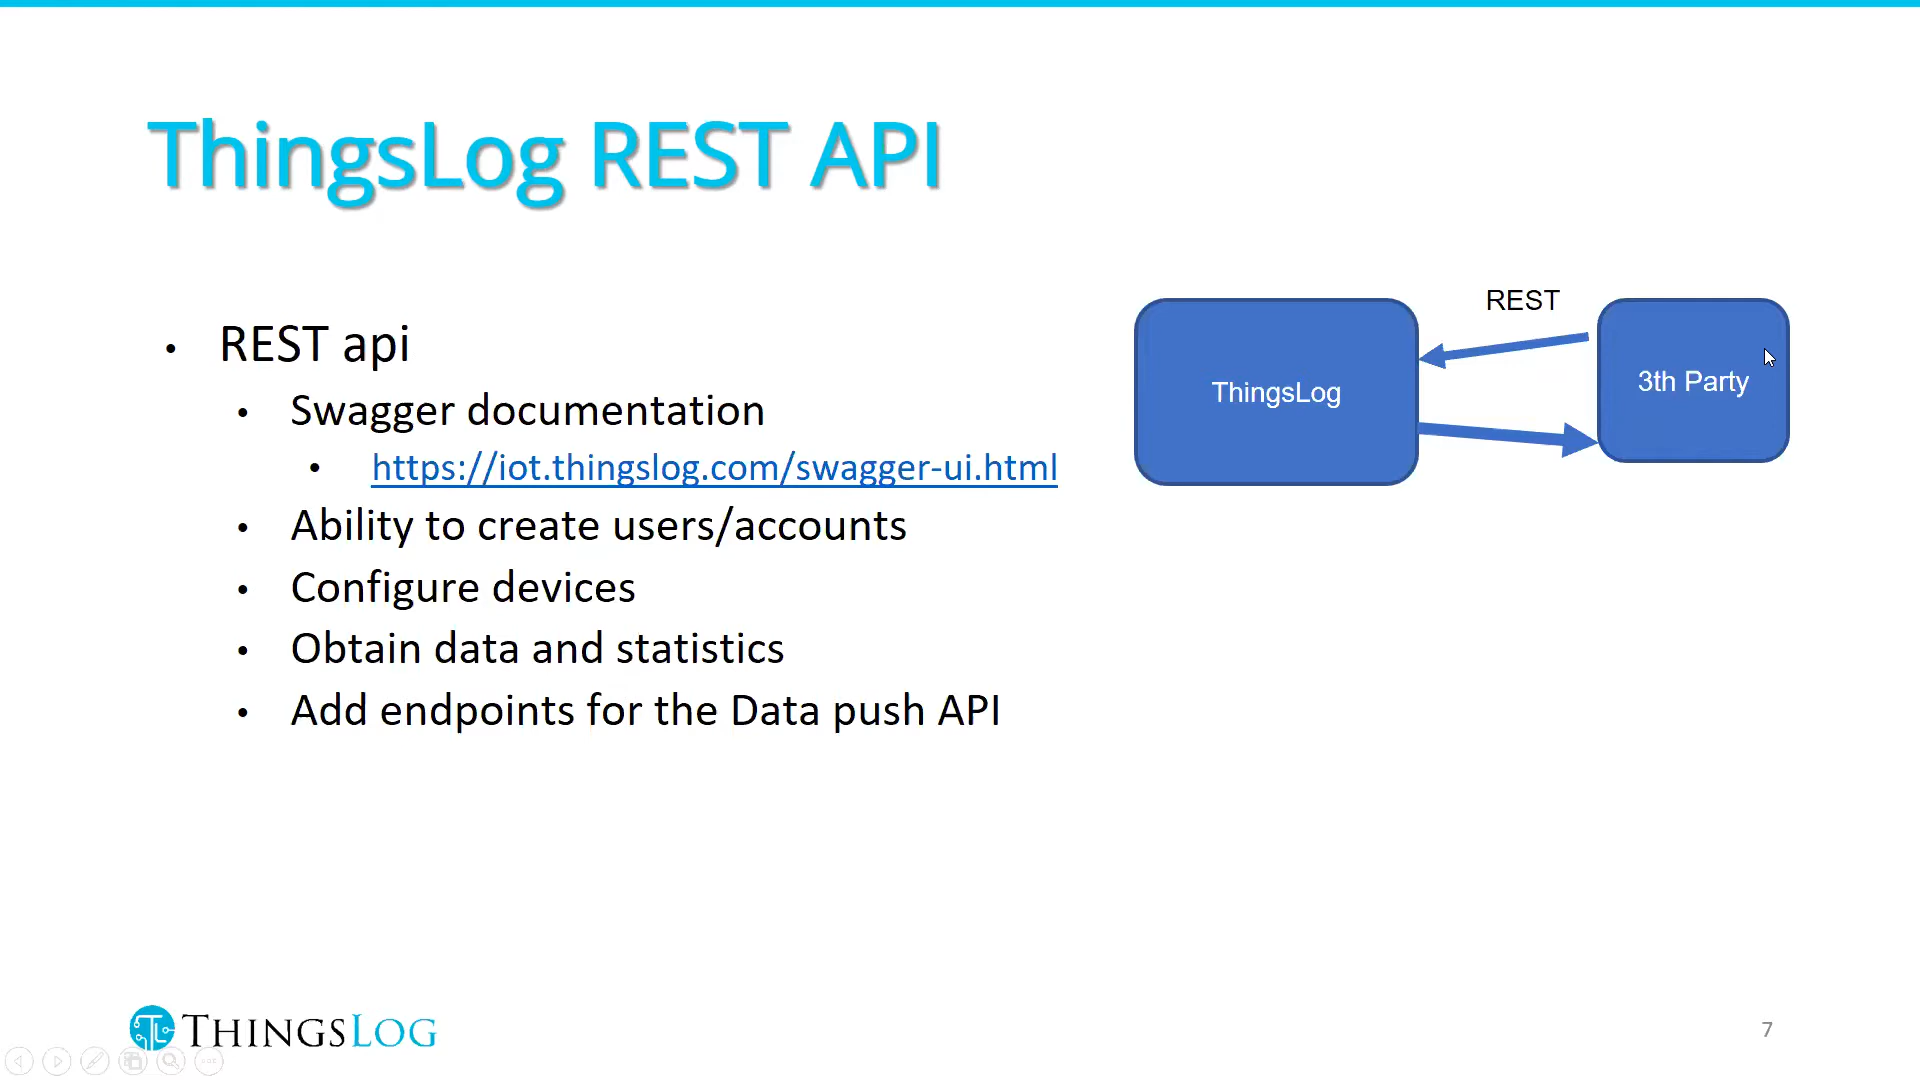 ThingsLog REST API
• REST api
• Swagger documentation
• https://iot.thingslog.com/swagger-ui.html
• Ability to create users/accounts
• Configure devices
• Obtain data and statistics
• Add endpoints for the Data push API
REST
ThingsLog
3th Party
THINGSLOG
7